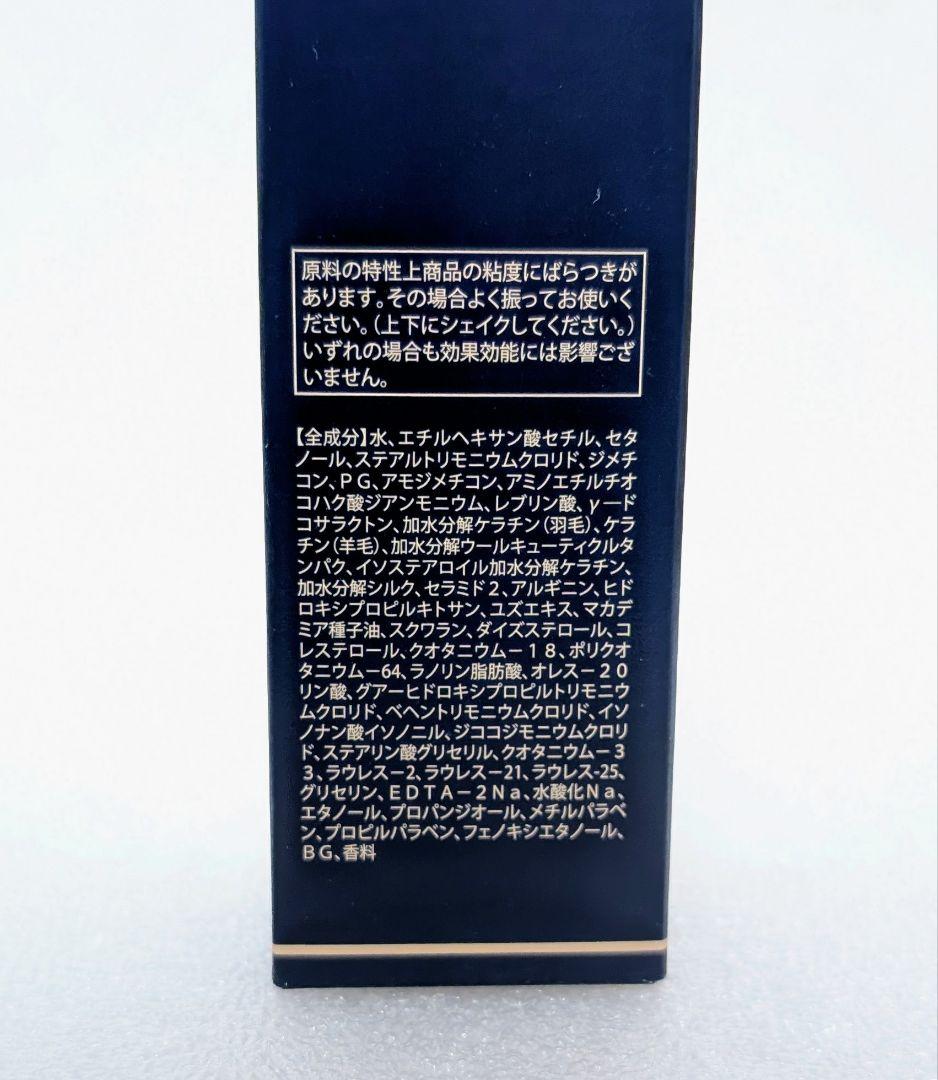 原料の特性上商品の粘度にばらつきが
あります。その場合よく振ってお使いく
ださい。(上下にシェイクしてください。)
いずれの場合も効果効能には影響ござ
いません。
【全成分】水、エチルヘキサン酸セチル、セタ
ノール、ステアルトリモニウムクロリド、ジメチ
コン、PG、アモジメチコン、アミノエチルチオ
コハク酸ジアンモニウム、レブリン酸、γード
コサラクトン、加水分解ケラチン(羽毛)、ケラ
チン(羊毛)、加水分解ウールキューティクルタ
ンパク、イソステアロイル加水分解ケラチン、
加水分解シルク、セラミド2、アルギニン、ヒド
ロキシプロピルキトサン、ユズエキス、マカデ
ミア種子油、スクワラン、ダイズステロール、コ
レステロール、クオタニウム－18、ポリクオ
タニウム－64、ラノリン脂肪酸、オレス－20
リン酸、グアーヒドロキシプロピルトリモニウ
ムクロリド、ベヘントリモニウムクロリド、イソ
ノナン酸イソノニル、ジココジモニウムクロリ
ド、ステアリン酸グリセリル、クオタニウム－3
3、ラウレス－2、ラウレス－21、ラウレス-25、
グリセリン、EDTA－2Na、水酸化Na、
エタノール、プロパンジオール、メチルパラベ
ン、プロピルパラベン、フェノキシエタノール、
BG、香料